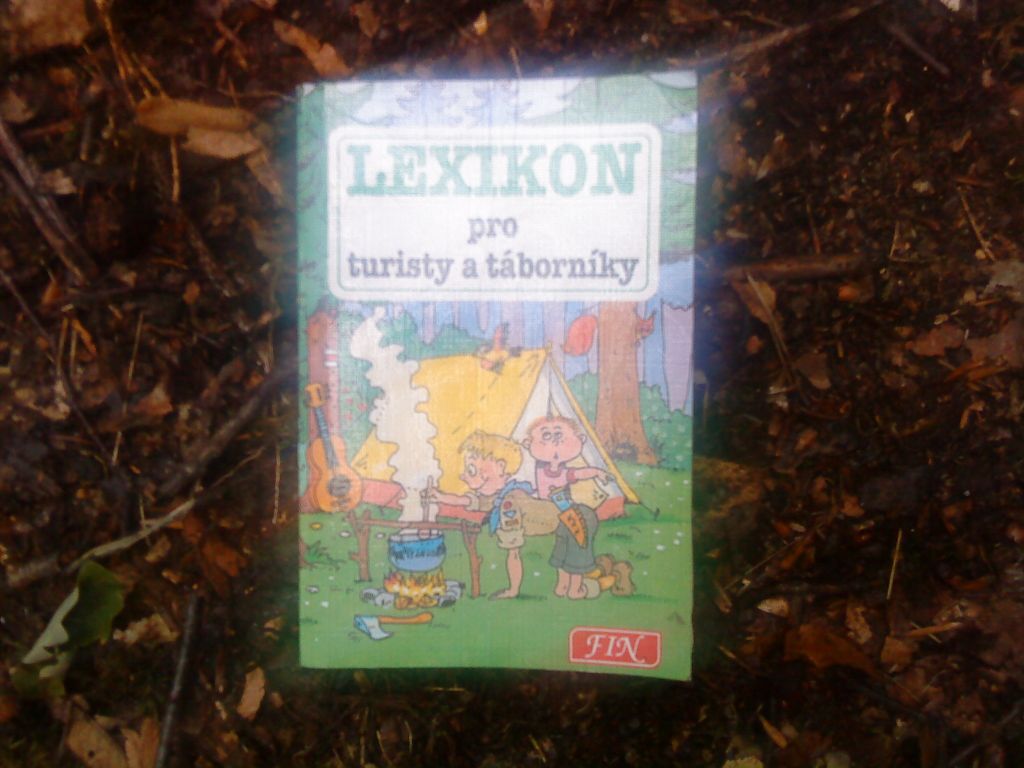 LEXIKON
pro
turisty a táborníky
FIN